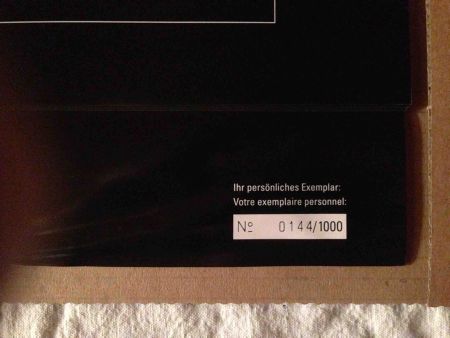 Ihr persönliches Exemplar:
Votre exemplaire personnel:
Nº 0144/1000